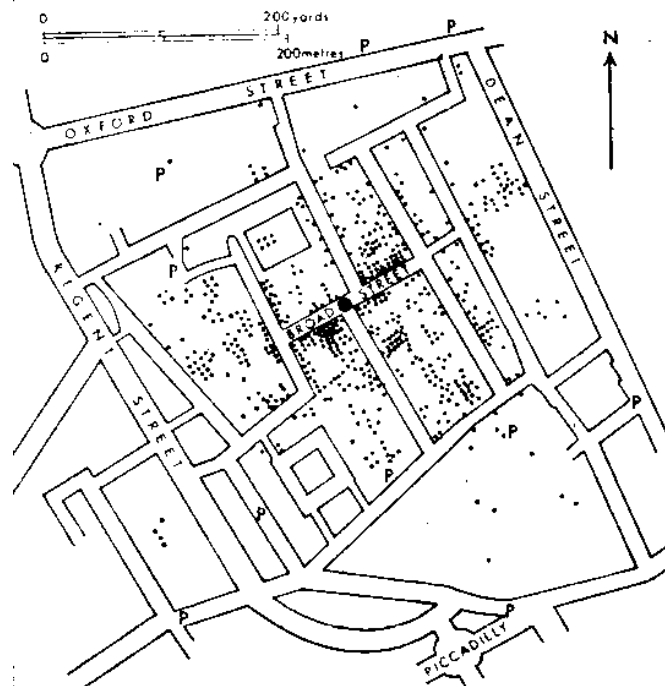 0 200 yards
0 200 metres
P
P
N
OXFORD STREET
DEAN STREET
P
REGENT STREET
P
BROAD STREET
P
P
P
P
P
PICCADILLY